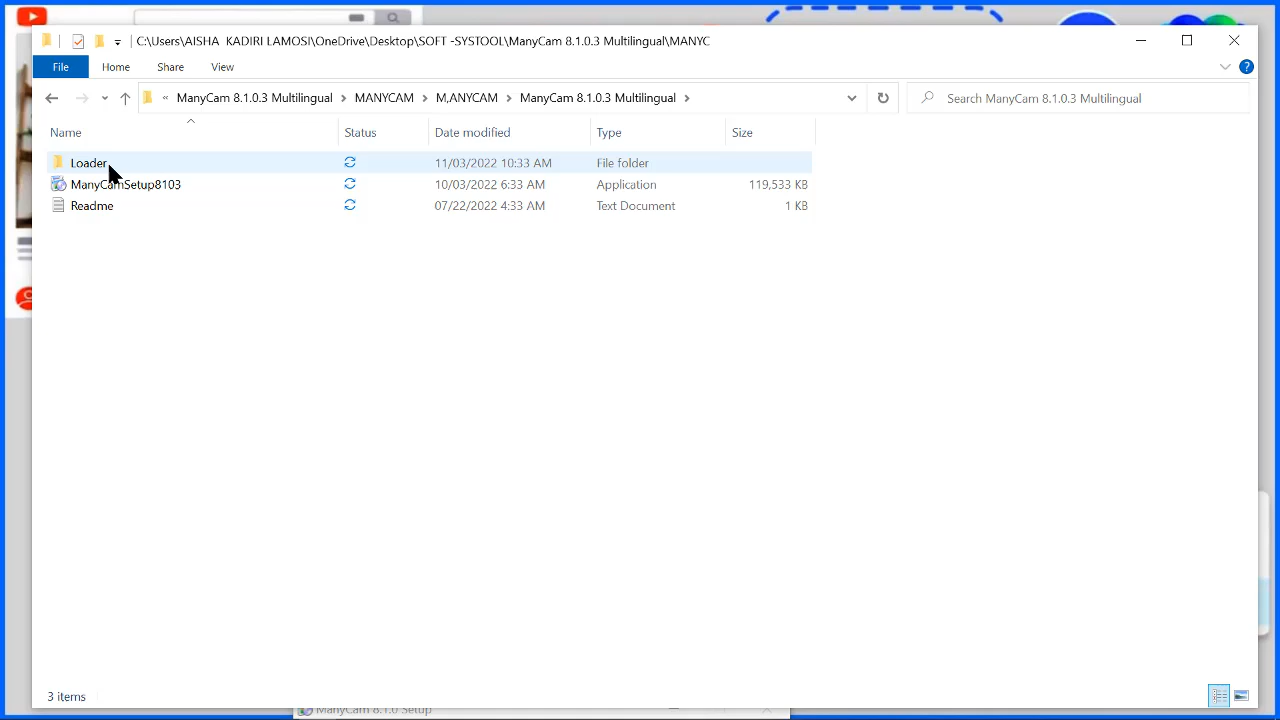 C:\Users\AISHA  KADIRI LAMOSI\OneDrive\Desktop\SOFT -STOR TOOL\ManyCam 8.1.0.3 Multilingual\MANYC
File Home Share View
« ManyCam 8.1.0.3 Multilingual > MANYCAM > M,ANYCAM > ManyCam 8.1.0.3 Multilingual > Search ManyCam 8.1.0.3 Multilingual
Name Status Date modified Type Size
Loader 11/03/2022 10:33 AM File folder
ManyCamSetup8103 10/03/2022 6:33 AM Application 119,533 KB
Readme 07/22/2022 4:33 AM Text Document 1 KB
3 items
ManyCam 8.1.0 Setup